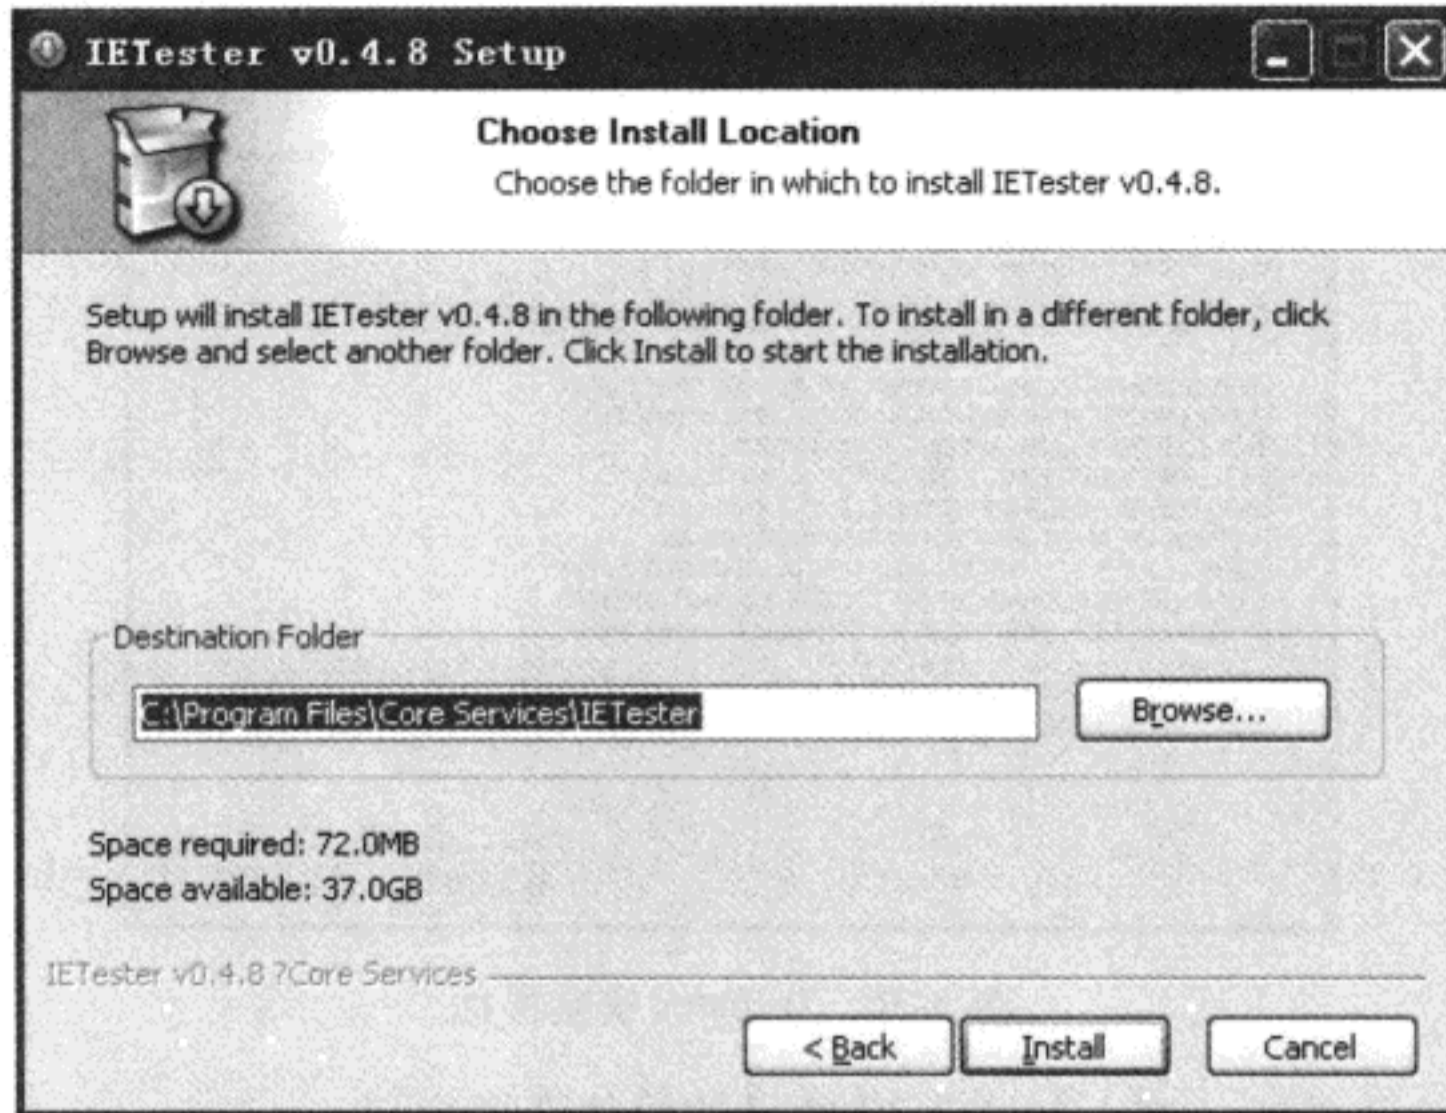 IETester v0.4.8 Setup
Choose Install Location
Choose the folder in which to install IETester v0.4.8.
Setup will install IETester v0.4.8 in the following folder. To install in a different folder, click
Browse and select another folder. Click Install to start the installation.
Destination Folder
C:\Program Files\Core Services\IETester
Browse...
Space required: 72.0MB
Space available: 37.0GB
IETester v0.4.8 ?Core Services
< Back
Install
Cancel